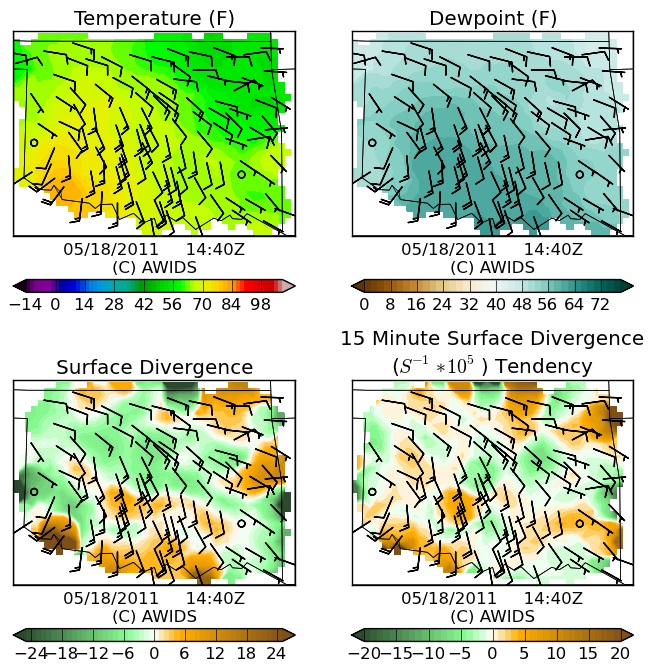 Temperature (F)
Dewpoint (F)
05/18/2011 14:40Z
(C) AWIDS
05/18/2011 14:40Z
(C) AWIDS
−14 0 14 28 42 56 70 84 98
0 8 16 24 32 40 48 56 64 72
Surface Divergence
15 Minute Surface Divergence
(S⁻¹ ∗10⁵ ) Tendency
05/18/2011 14:40Z
(C) AWIDS
05/18/2011 14:40Z
(C) AWIDS
−24−18−12 −6 0 6 12 18 24
−20−15−10 −5 0 5 10 15 20